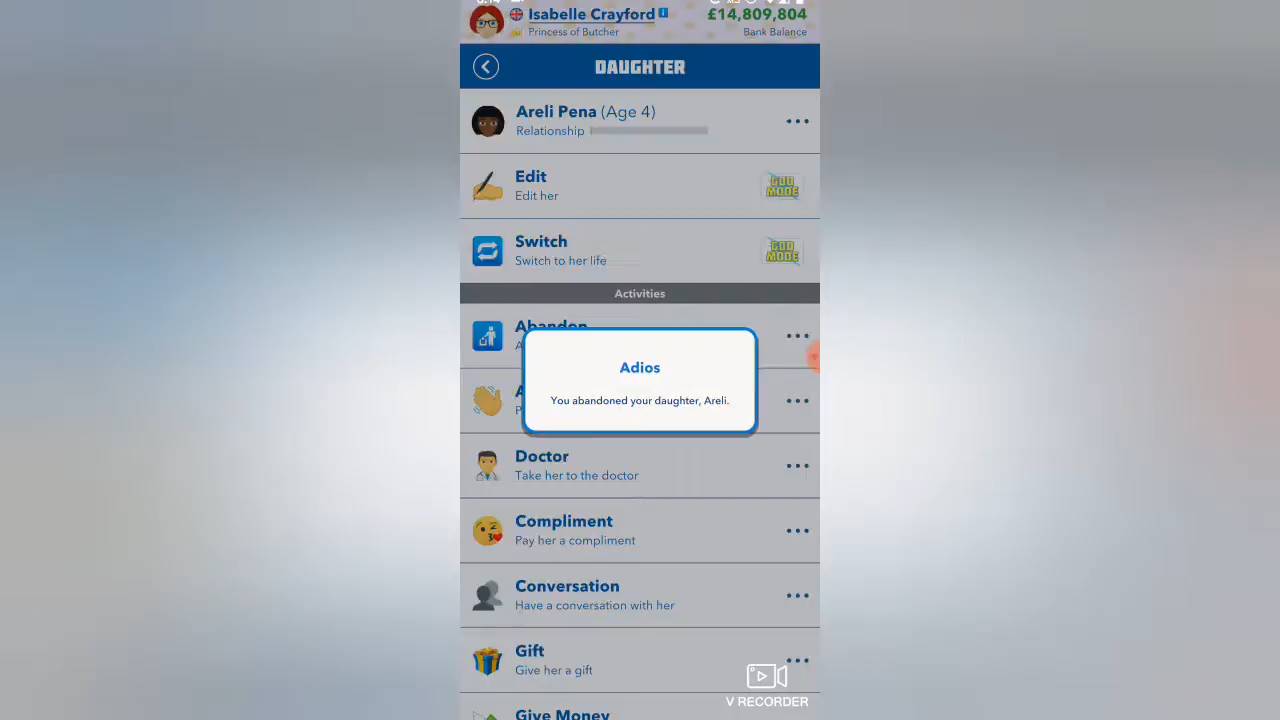 Isabelle Crayford
£14,809,804
Princess of Butcher
Bank Balance
DAUGHTER
Areli Pena (Age 4)
Relationship
Edit
Edit her
GOD MODE
Switch
Switch to her life
GOD MODE
Activities
Abandon
Adios
You abandoned your daughter, Areli.
Doctor
Take her to the doctor
Compliment
Pay her a compliment
Conversation
Have a conversation with her
Gift
Give her a gift
Give Money
V RECORDER